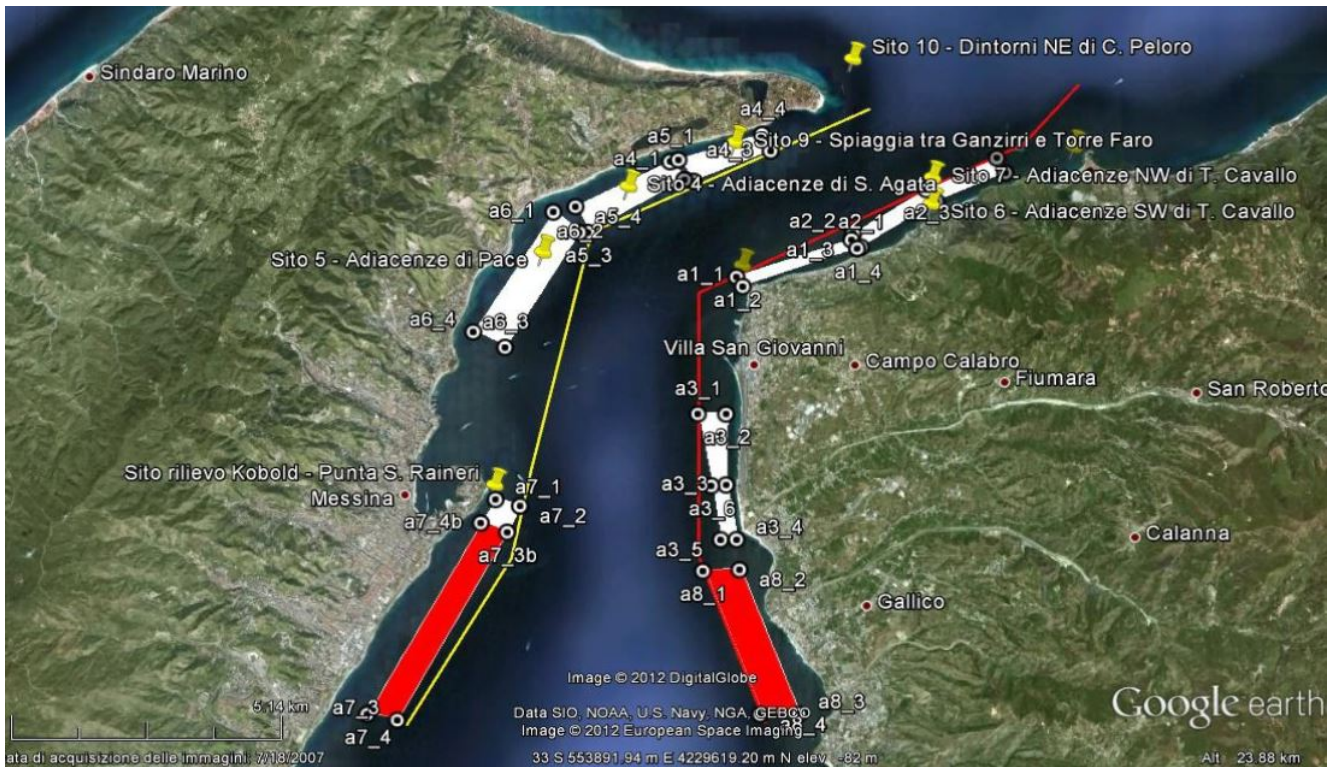 Sito 10 - Dintorni NE di C. Peloro
Sindaro Marino
a4_4
a5_1
Sito 9 - Spiaggia tra Ganzirri e Torre Faro
a4_1
a4_3
Sito 4 - Adiacenze di S. Agata
Sito 7 - Adiacenze NW di T. Cavallo
a6_1
a5_4
a2_2
a2_1
a2_3
Sito 6 - Adiacenze SW di T. Cavallo
a6_2
a5_3
Sito 5 - Adiacenze di Pace
a1_3
a1_1
a1_4
a1_2
a6_4
a6_3
Villa San Giovanni
Campo Calabro
Fiumara
San Roberto
a3_1
a3_2
Sito rilievo Kobold - Punta S. Raineri
a7_1
a3_3
Messina
a7_2
a3_6
a7_4b
a3_4
Calanna
a7_3b
a3_5
a8_2
a8_1
Gallico
Image © 2012 DigitalGlobe
5.14 km
a7_3
a8_3
Google earth
Data SIO, NOAA, U.S. Navy, NGA, GEBCO
a8_4
a7_4
Image © 2012 European Space Imaging
ata di acquisizione delle immagini: 7/18/2007
33 S 553891.94 m E 4229619.20 m N elev -82 m
Alt 23.88 km